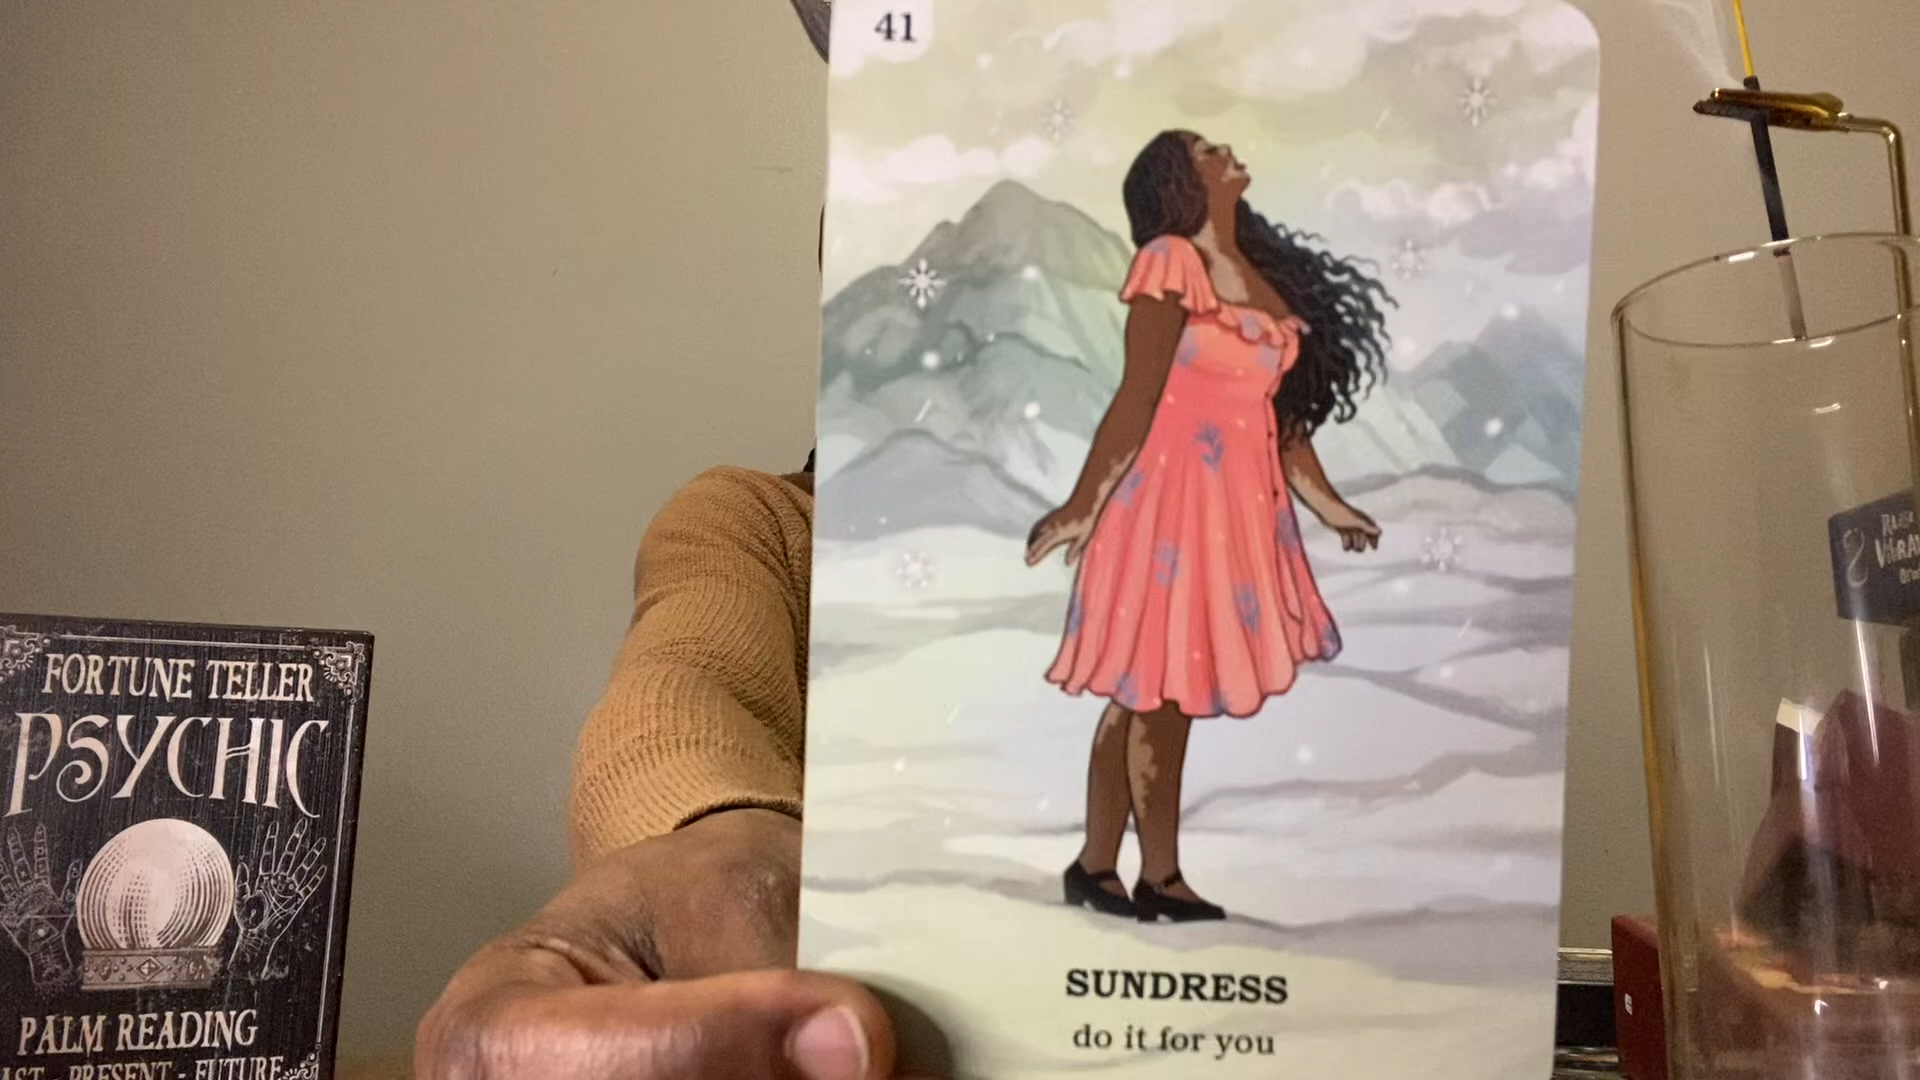 41
SUNDRESS
do it for you
FORTUNE TELLER
PSYCHIC
PALM READING
PRESENT - FUTURE